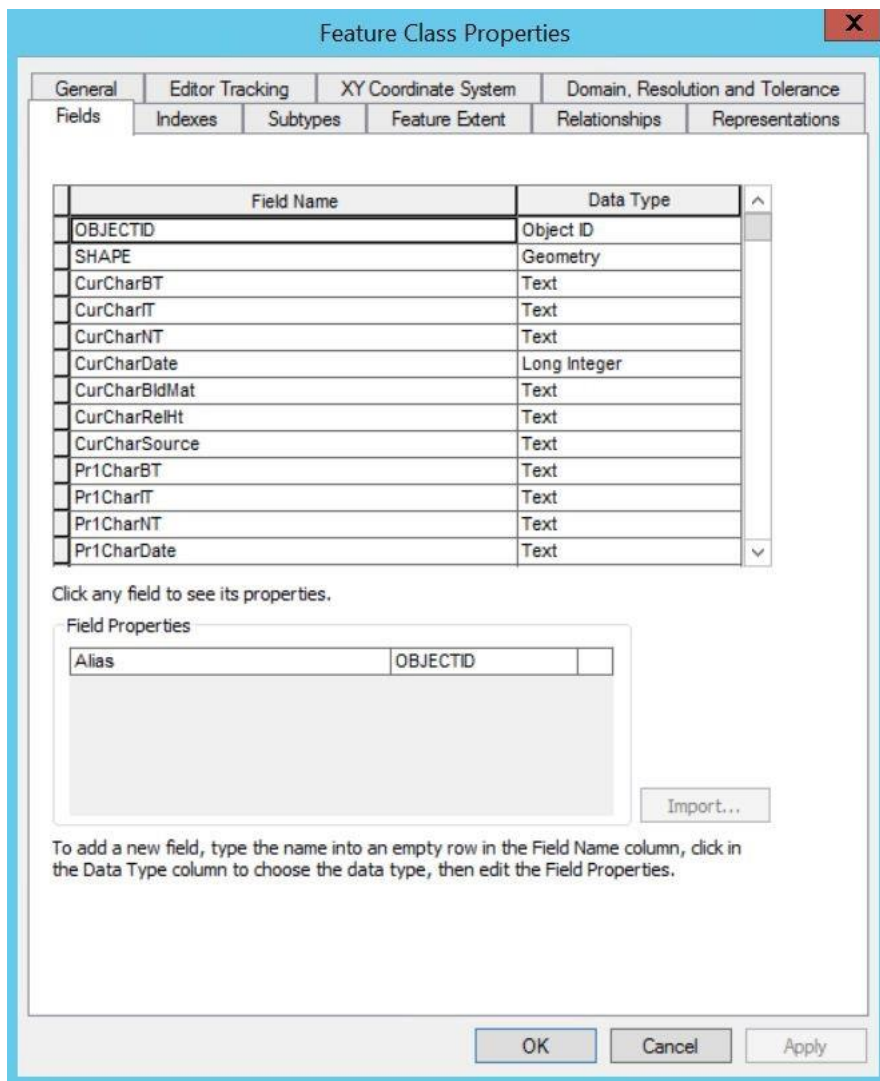 Feature Class Properties
X
General Editor Tracking XY Coordinate System Domain, Resolution and Tolerance
Fields Indexes Subtypes Feature Extent Relationships Representations
Field Name Data Type
OBJECTID Object ID
SHAPE Geometry
CurCharBT Text
CurCharIT Text
CurCharNT Text
CurCharDate Long Integer
CurCharBldMat Text
CurCharRelHt Text
CurCharSource Text
Pr1CharBT Text
Pr1CharIT Text
Pr1CharNT Text
Pr1CharDate Text
Click any field to see its properties.
Field Properties
Alias OBJECTID
Import...
To add a new field, type the name into an empty row in the Field Name column, click in
the Data Type column to choose the data type, then edit the Field Properties.
OK Cancel Apply